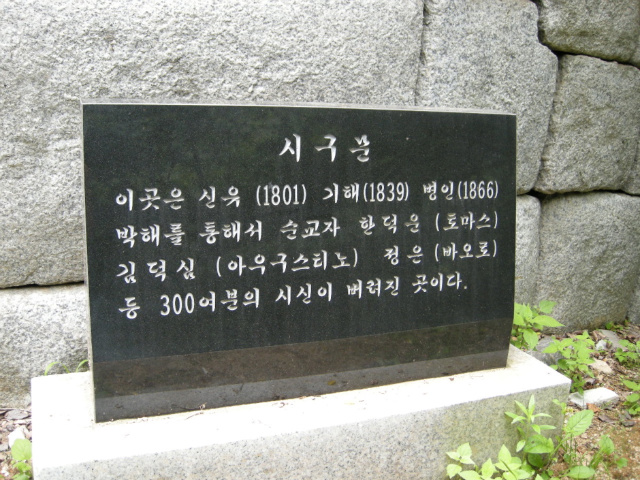 시구문
이곳은 신유 (1801) 기해(1839) 병인(1866)
박해를 통해서 순교자 한덕운 (토마스)
김덕심 (아우구스티노) 정은 (바오로)
등 300여분의 시신이 버려진 곳이다.